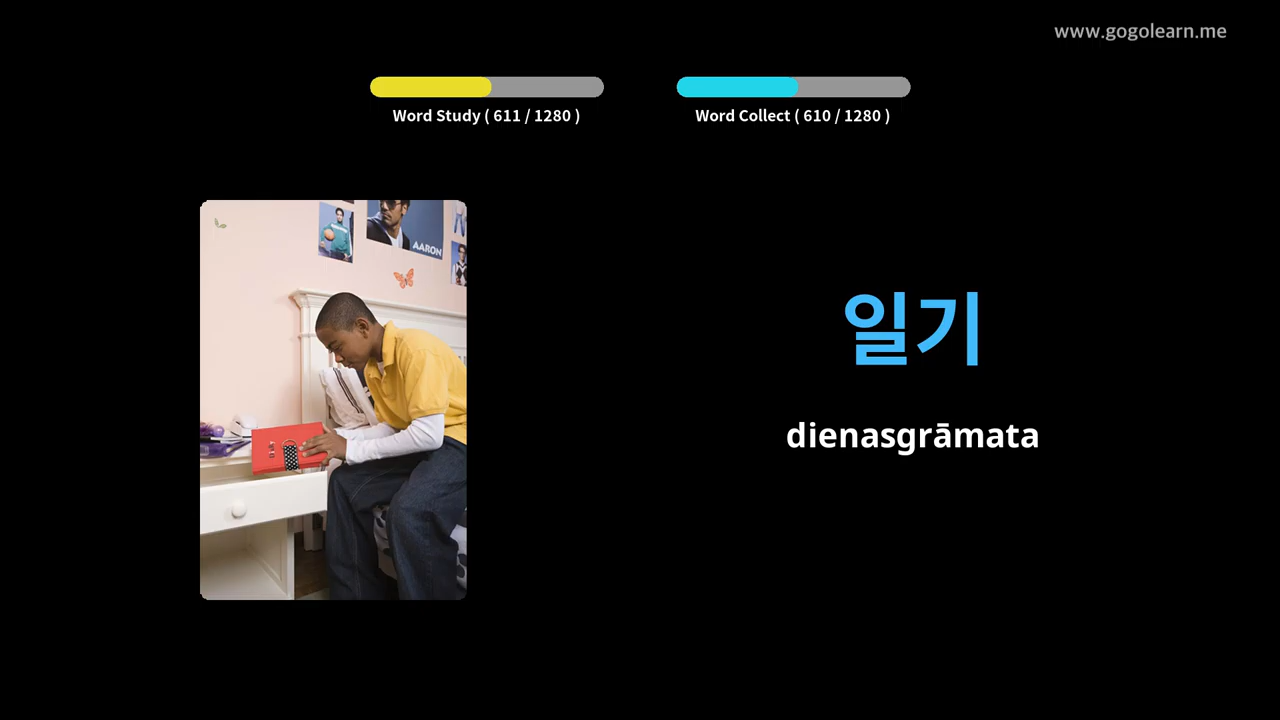 www.gogolearn.me
Word Study ( 611 / 1280 )
Word Collect ( 610 / 1280 )
AARON
일기
dienasgrāmata